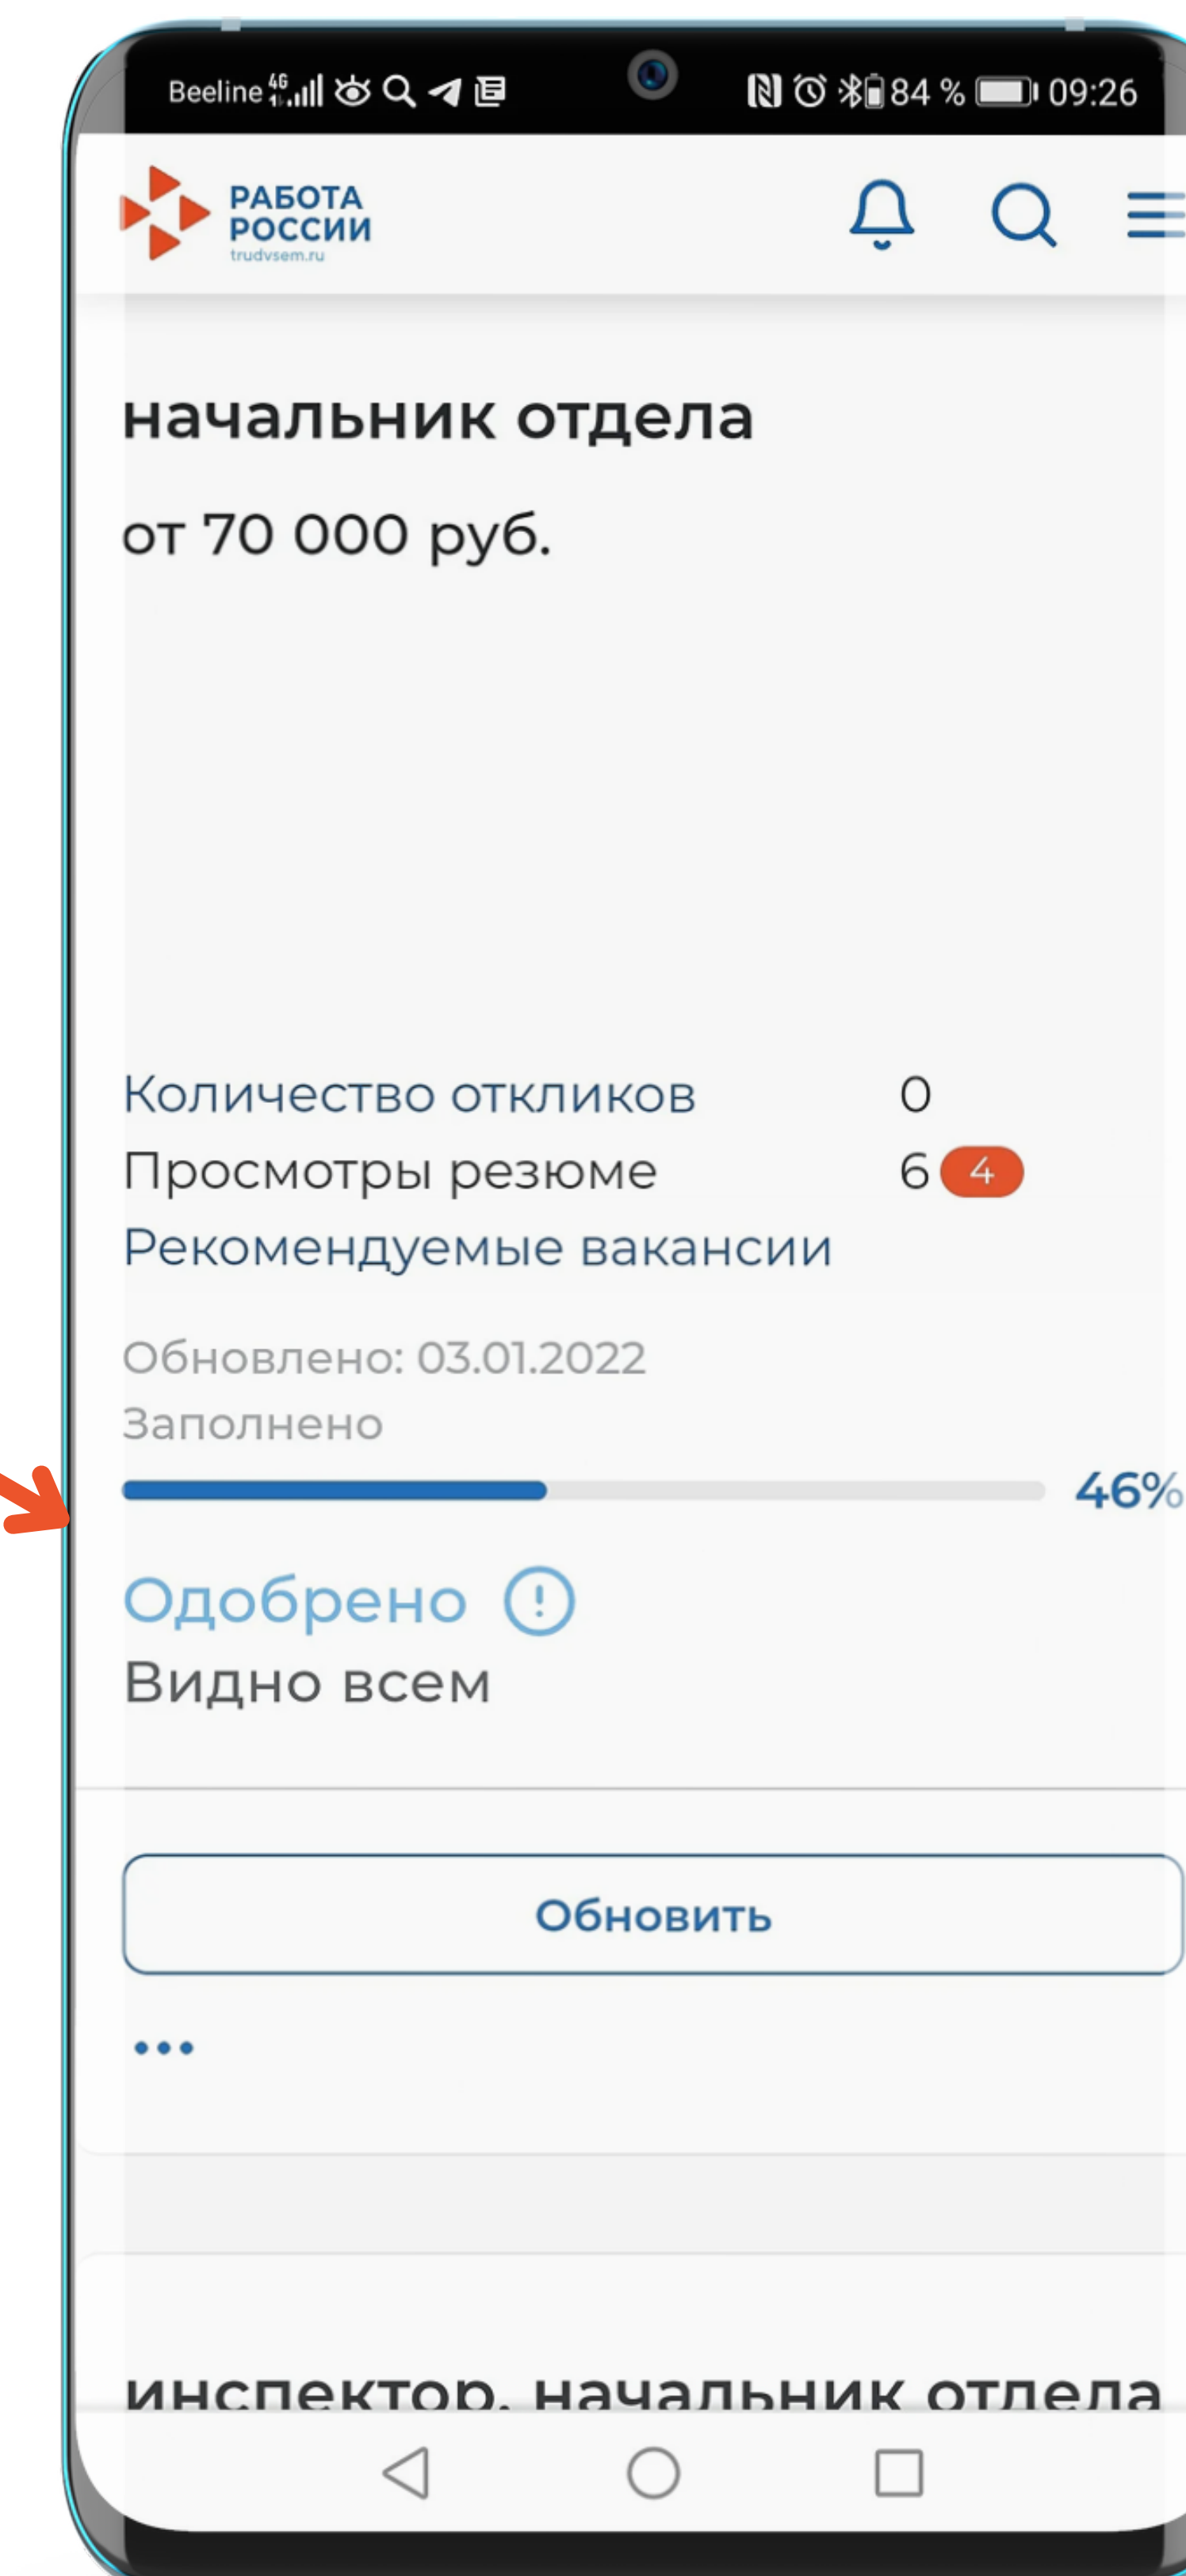 Beeline 4G 84 % 09:26
РАБОТА
РОССИИ
trudvsem.ru
начальник отдела
от 70 000 руб.
Количество откликов 0
Просмотры резюме 6 4
Рекомендуемые вакансии
Обновлено: 03.01.2022
Заполнено
46%
Одобрено
Видно всем
Обновить
инспектор, начальник отдела